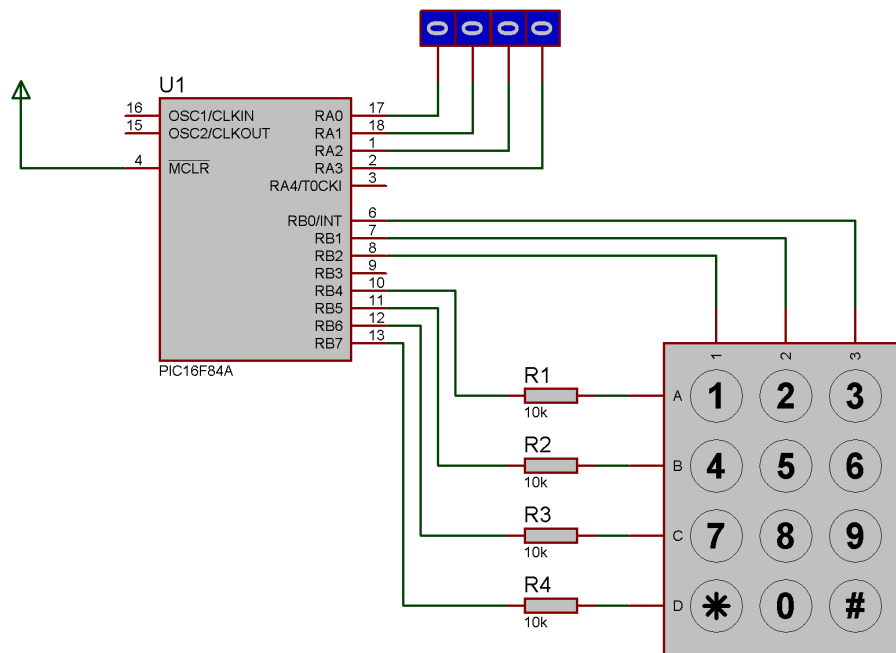 0 0 0 0
U1
16 OSC1/CLKIN RA0 17
15 OSC2/CLKOUT RA1 18
RA2 1
4 MCLR RA3 2
RA4/T0CKI 3
RB0/INT 6
RB1 7
RB2 8
RB3 9
RB4 10
RB5 11
RB6 12
RB7 13
PIC16F84A
1 2 3
R1
10k
A 1 2 3
R2
10k
B 4 5 6
R3
10k
C 7 8 9
R4
10k
D * 0 #